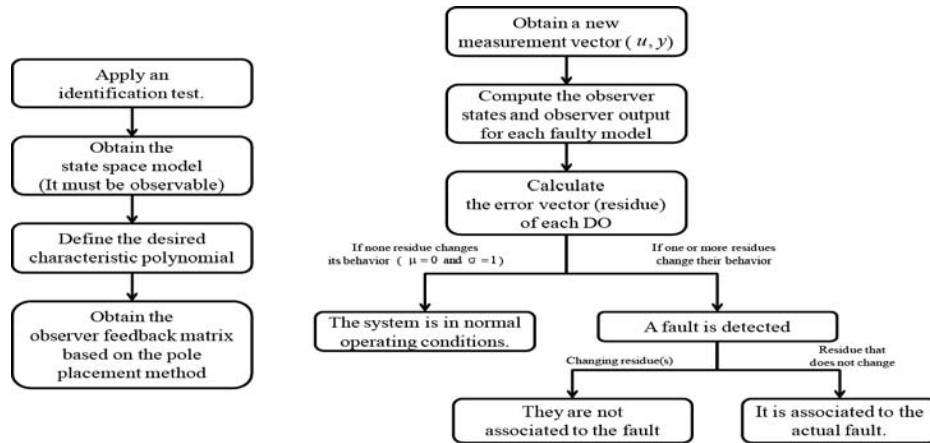 Apply an
identification test.
Obtain the
state space model
(It must be observable)
Define the desired
characteristic polynomial
Obtain the
observer feedback matrix
based on the pole
placement method
Obtain a new
measurement vector ( u, y )
Compute the observer
states and observer output
for each faulty model
Calculate
the error vector (residue)
of each DO
If none residue changes
its behavior ( μ = 0 and σ = 1)
If one or more residues
change their behavior
The system is in normal
operating conditions.
A fault is detected
Changing residue(s)
Residue that
does not change
They are not
associated to the fault
It is associated to the
actual fault.